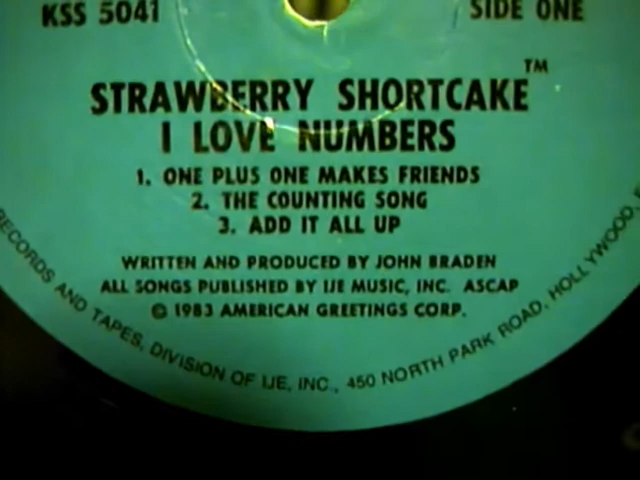 KSS 5041
SIDE ONE
STRAWBERRY SHORTCAKE™
I LOVE NUMBERS
1. ONE PLUS ONE MAKES FRIENDS
2. THE COUNTING SONG
3. ADD IT ALL UP
WRITTEN AND PRODUCED BY JOHN BRADEN
ALL SONGS PUBLISHED BY IJE MUSIC, INC. ASCAP
© 1983 AMERICAN GREETINGS CORP.
RECORDS AND TAPES, DIVISION OF IJE, INC., 450 NORTH PARK ROAD, HOLLYWOOD,